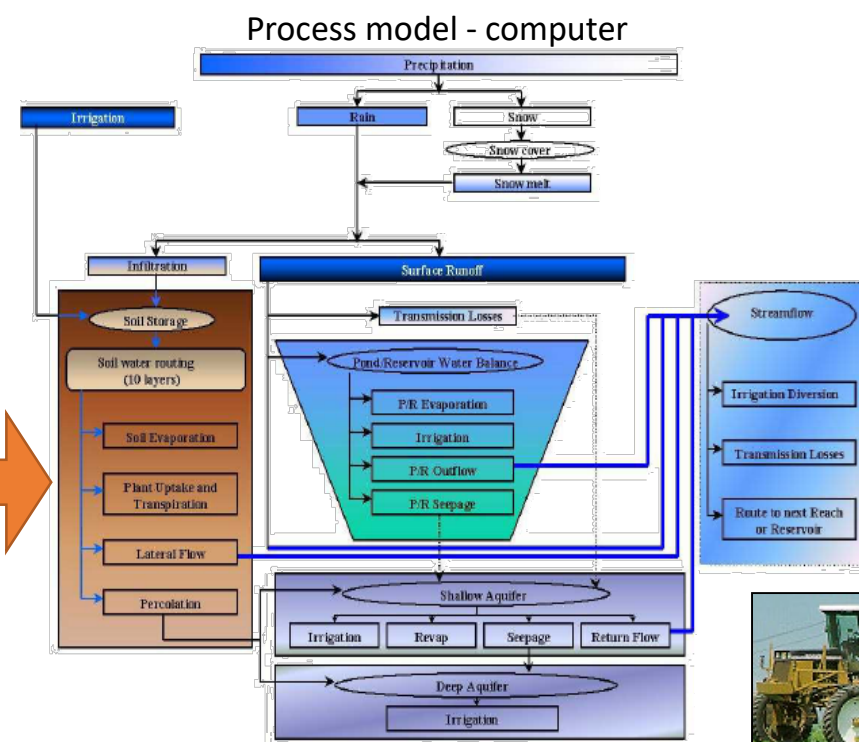 Process model - computer
Precipitation
Irrigation
Rain
Snow
Snow cover
Snow melt
Infiltration
Surface Runoff
Soil Storage
Transmission Losses
Streamflow
Soil water routing
(10 layers)
Pond/Reservoir Water Balance
P/R Evaporation
Irrigation Diversion
Soil Evaporation
Irrigation
P/R Outflow
Transmission Losses
Plant Uptake and
Transpiration
P/R Seepage
Route to next Reach
or Reservoir
Lateral Flow
Shallow Aquifer
Percolation
Irrigation
Revap
Seepage
Return Flow
Deep Aquifer
Irrigation